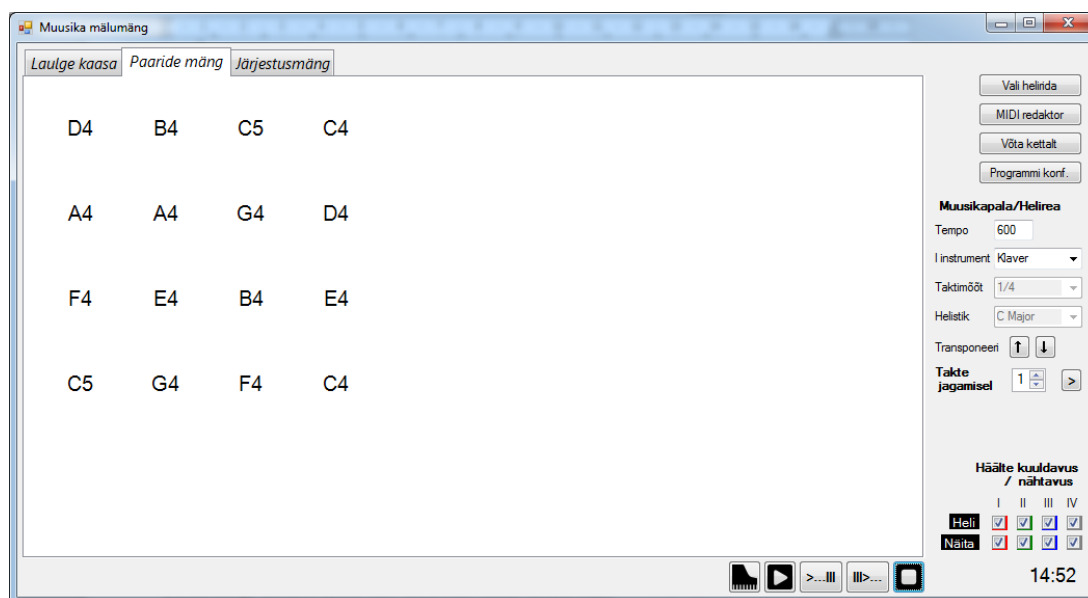 Muusika mälumäng
Laulge kaasa Paaride mäng Järjestusmäng
D4 B4 C5 C4
A4 A4 G4 D4
F4 E4 B4 E4
C5 G4 F4 C4
Vali helirida
MIDI redaktor
Võta kettalt
Programmi konf.
Muusikapala/Helirea
Tempo 600
I instrument Klaver
Taktimõõt 1/4
Helistik C Major
Transponeeri ↑ ↓
Takte
jagamisel 1 >
Häälte kuuldavus
/ nähtavus
I II III IV
Heli
Näita
>...III III>...
14:52